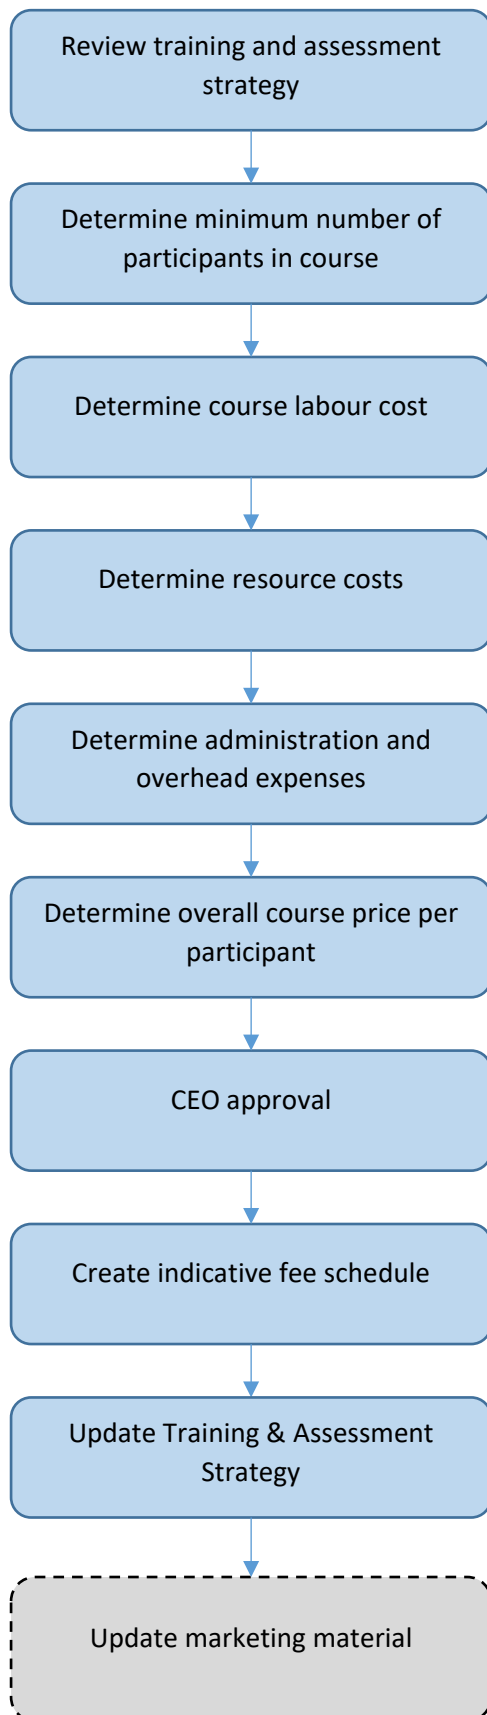 Review training and assessment
strategy
Determine minimum number of
participants in course
Determine course labour cost
Determine resource costs
Determine administration and
overhead expenses
Determine overall course price per
participant
CEO approval
Create indicative fee schedule
Update Training & Assessment
Strategy
Update marketing material